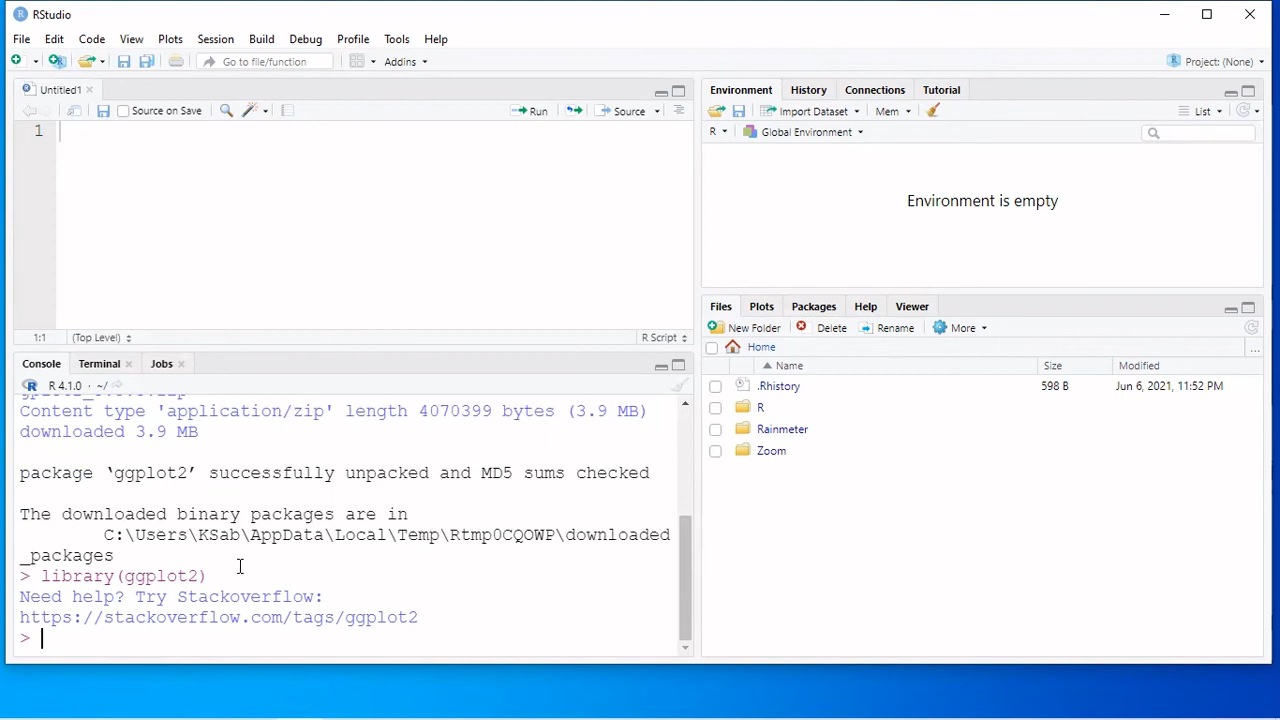 RStudio
File Edit Code View Plots Session Build Debug Profile Tools Help
Go to file/function Addins Project: (None)
Untitled1
Source on Save Run Source
1
1:1 (Top Level) R Script
Console Terminal Jobs
R 4.1.0 · ~/
Content type 'application/zip' length 4070399 bytes (3.9 MB)
downloaded 3.9 MB
package ‘ggplot2’ successfully unpacked and MD5 sums checked
The downloaded binary packages are in
C:\Users\KSab\AppData\Local\Temp\Rtmp0CQOWP\downloaded
_packages
> library(ggplot2)
Need help? Try Stackoverflow:
https://stackoverflow.com/tags/ggplot2
>
Environment History Connections Tutorial
Import Dataset Mem List
R Global Environment
Environment is empty
Files Plots Packages Help Viewer
New Folder Delete Rename More
Home ...
Name Size Modified
.Rhistory 598 B Jun 6, 2021, 11:52 PM
R
Rainmeter
Zoom